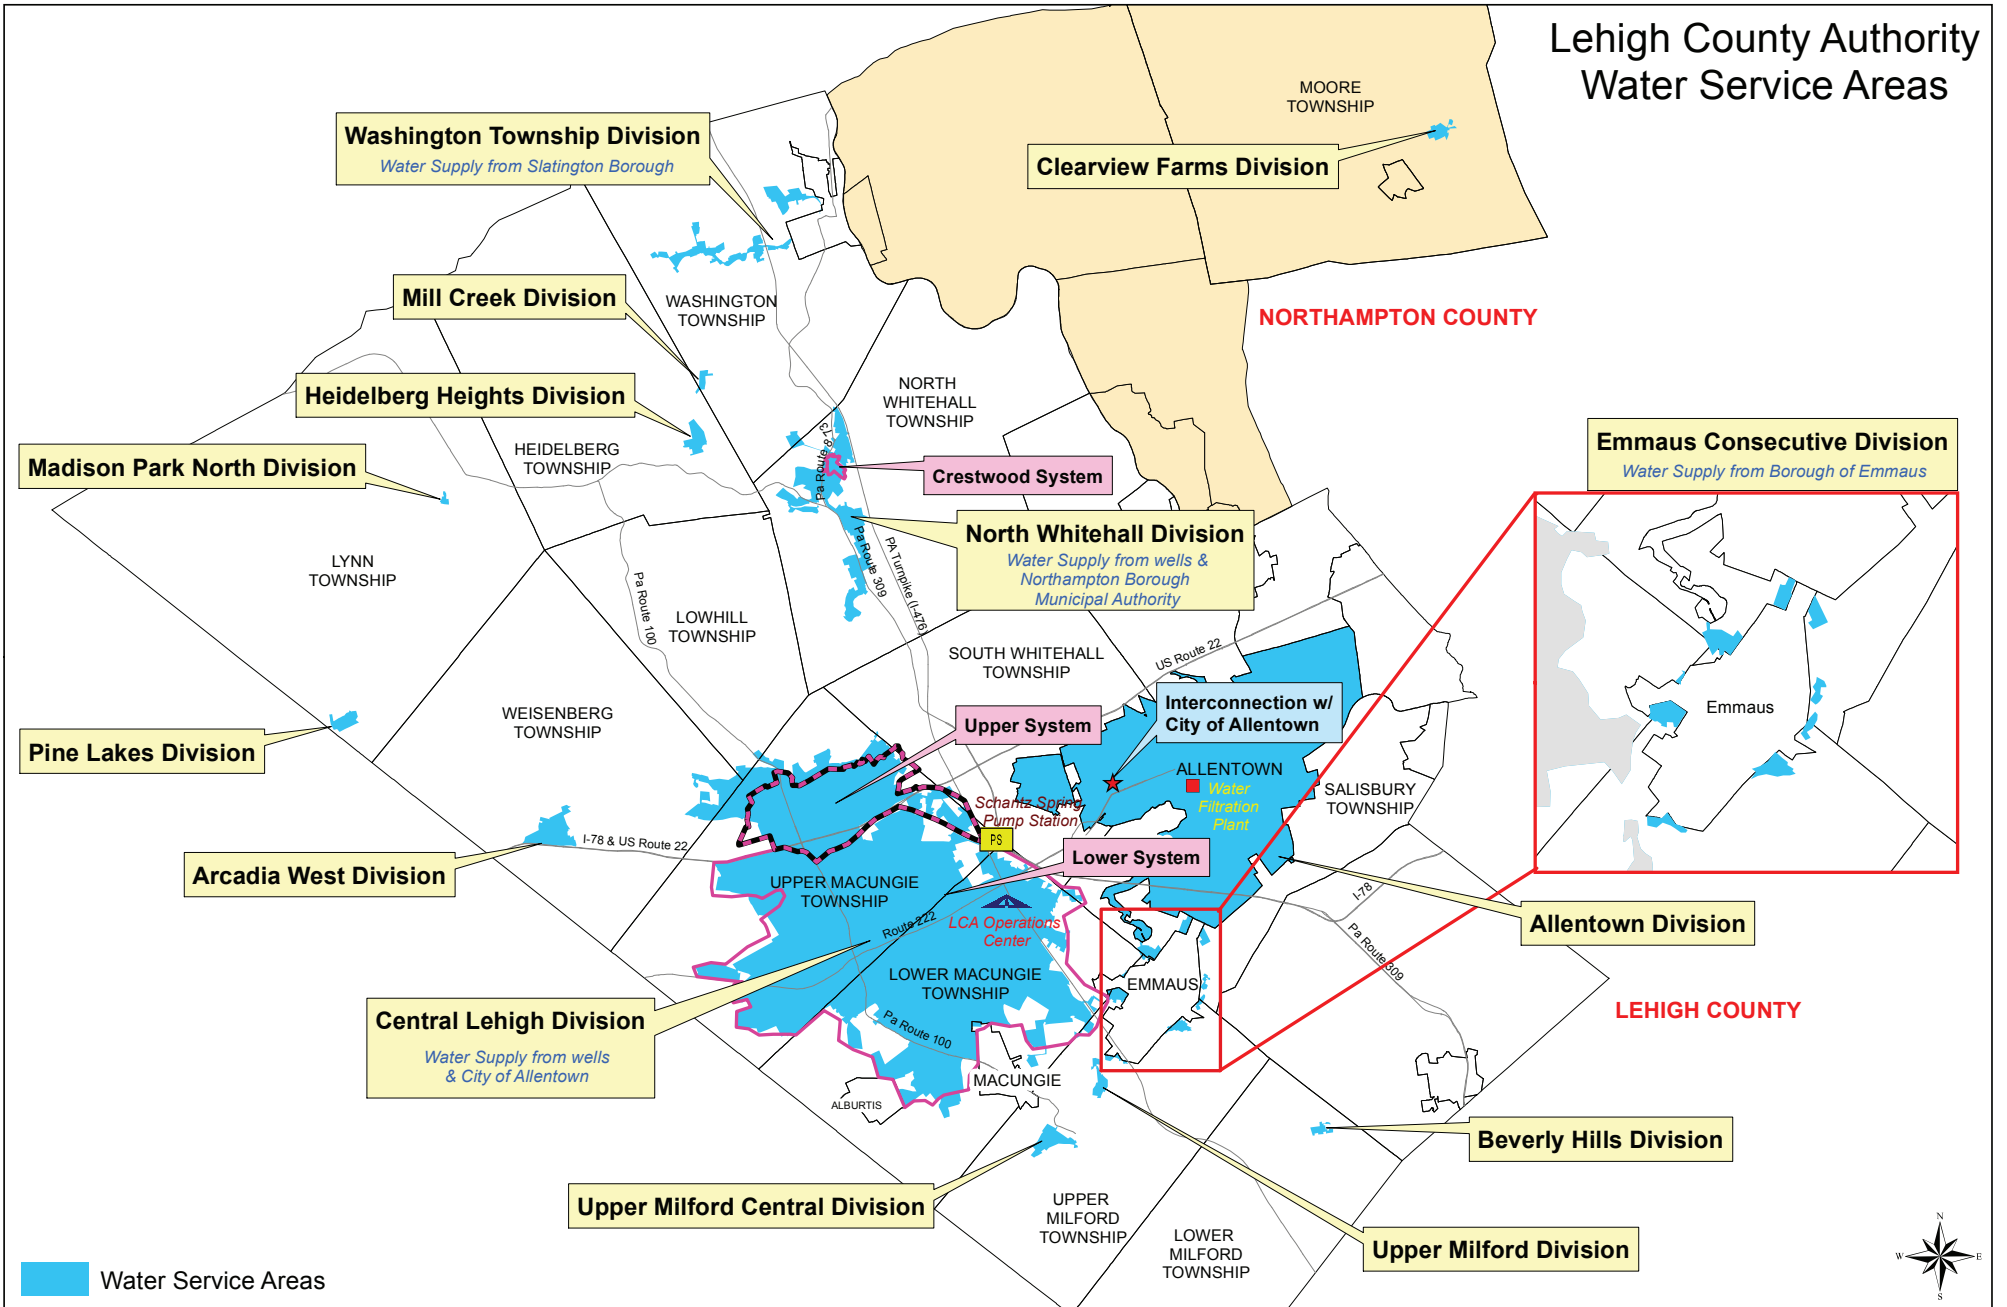 Lehigh County Authority
Water Service Areas
MOORE
TOWNSHIP
Washington Township Division
Water Supply from Slatington Borough
Clearview Farms Division
Mill Creek Division
WASHINGTON
TOWNSHIP
NORTHAMPTON COUNTY
Heidelberg Heights Division
NORTH
WHITEHALL
TOWNSHIP
Emmaus Consecutive Division
Water Supply from Borough of Emmaus
Madison Park North Division
HEIDELBERG
TOWNSHIP
Pa Route 873
Crestwood System
North Whitehall Division
Water Supply from wells &
Northampton Borough
Municipal Authority
Pa Route 309
PA Turnpike (I-476)
LYNN
TOWNSHIP
Pa Route 100
LOWHILL
TOWNSHIP
SOUTH WHITEHALL
TOWNSHIP
US Route 22
Emmaus
Interconnection w/
City of Allentown
WEISENBERG
TOWNSHIP
Upper System
Pine Lakes Division
ALLENTOWN
Water
Filtration
Plant
SALISBURY
TOWNSHIP
Schantz Spring
Pump Station
PS
I-78 & US Route 22
Lower System
Arcadia West Division
UPPER MACUNGIE
TOWNSHIP
I-78
Route 222
LCA Operations
Center
Allentown Division
Pa Route 309
LOWER MACUNGIE
TOWNSHIP
EMMAUS
LEHIGH COUNTY
Central Lehigh Division
Water Supply from wells
& City of Allentown
Pa Route 100
MACUNGIE
ALBURTIS
Beverly Hills Division
Upper Milford Central Division
UPPER
MILFORD
TOWNSHIP
LOWER
MILFORD
TOWNSHIP
Upper Milford Division
Water Service Areas
N
W
E
S